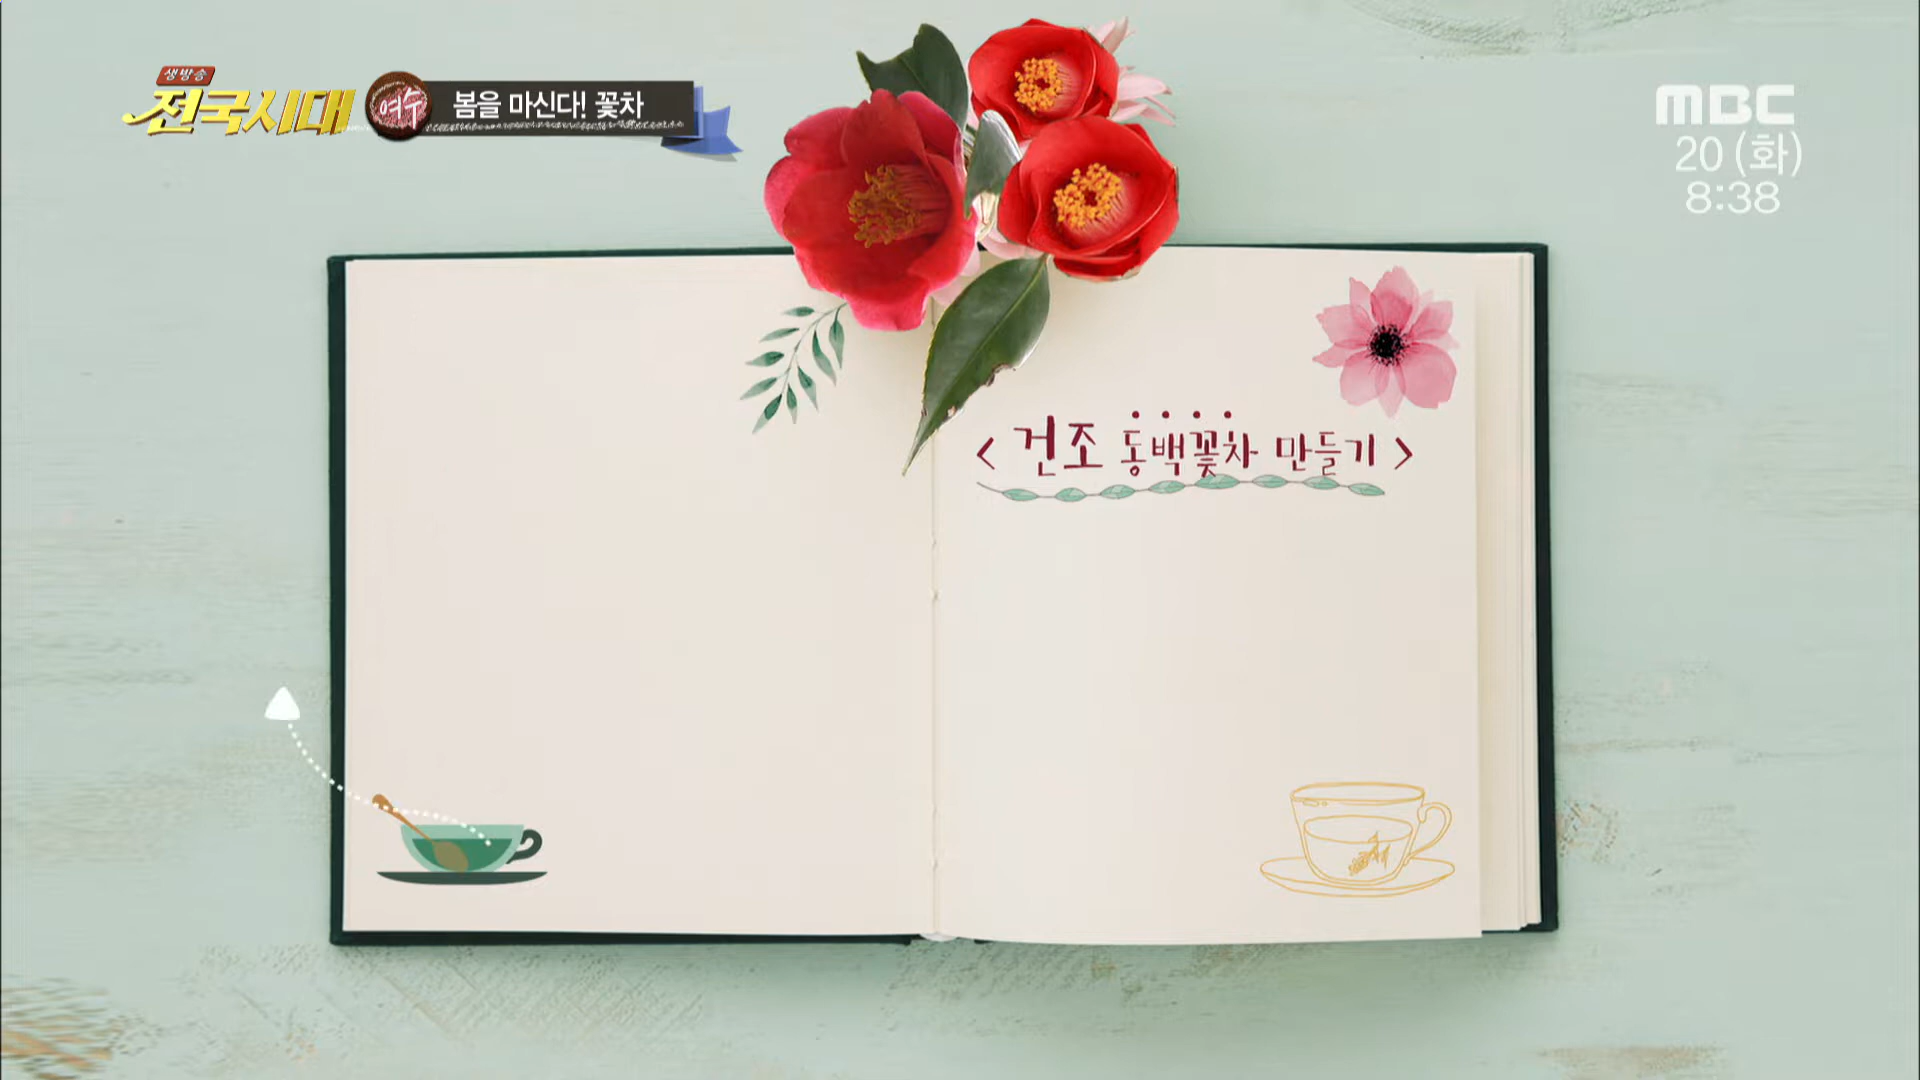 생방송
전국시대
여수
봄을 마신다! 꽃차
MBC
20 (화)
8:38
< 건조 동백꽃차 만들기 >